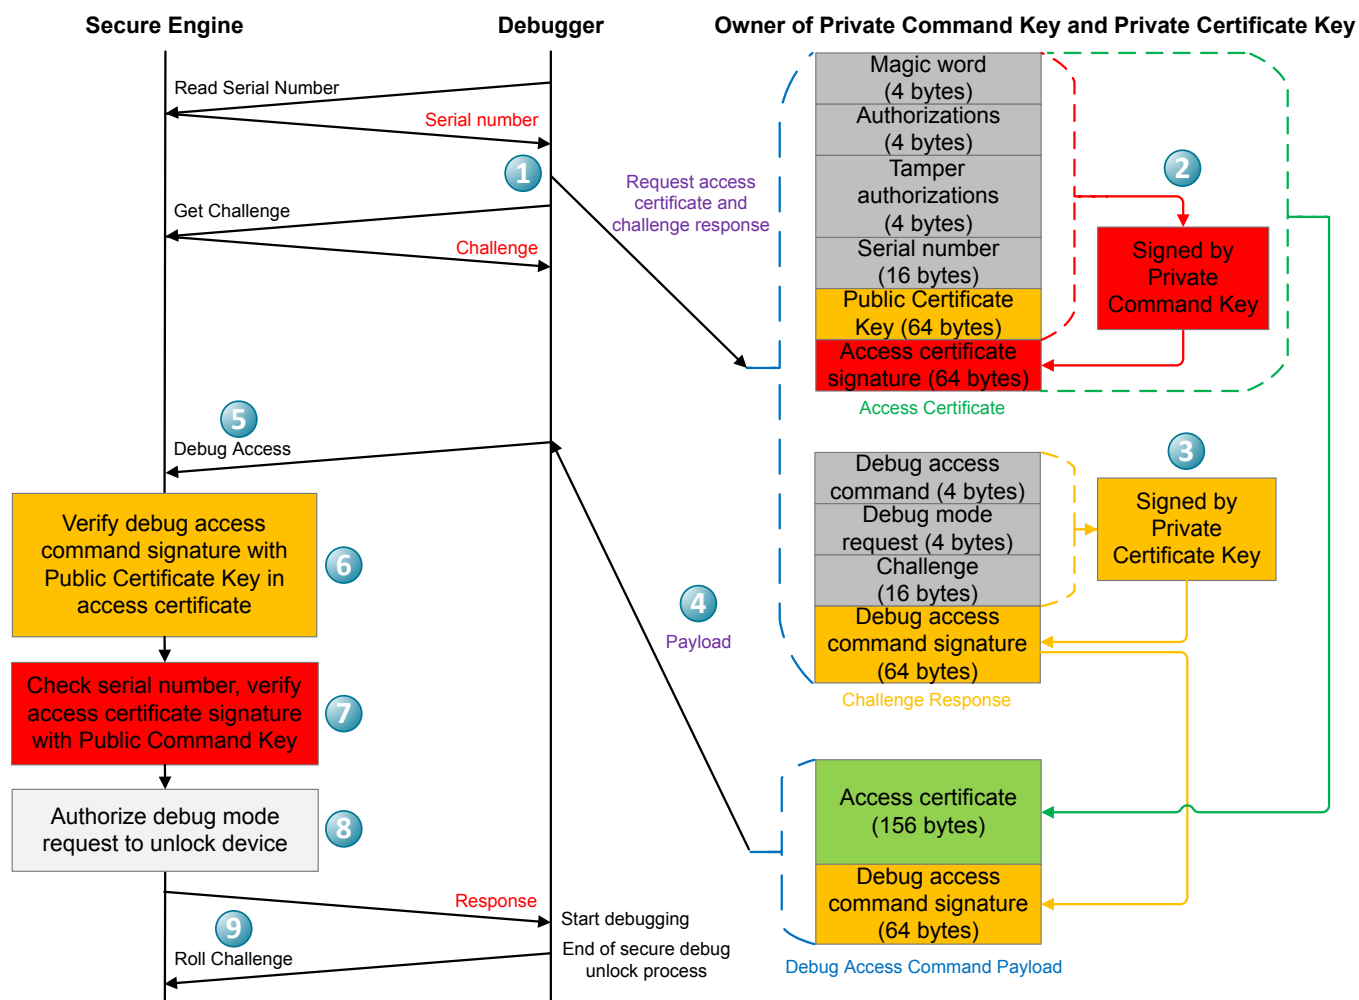 Secure Engine
Debugger
Owner of Private Command Key and Private Certificate Key
Read Serial Number
Serial number
1
Request access
certificate and
challenge response
Get Challenge
Challenge
Magic word
(4 bytes)
Authorizations
(4 bytes)
Tamper
authorizations
(4 bytes)
Serial number
(16 bytes)
Public Certificate
Key (64 bytes)
Access certificate
signature (64 bytes)
Access Certificate
2
Signed by
Private
Command Key
5
Debug Access
Debug access
command (4 bytes)
Debug mode
request (4 bytes)
Challenge
(16 bytes)
Debug access
command signature
(64 bytes)
Challenge Response
3
Signed by
Private
Certificate Key
Verify debug access
command signature with
Public Certificate Key in
access certificate
6
4
Payload
Check serial number, verify
access certificate signature
with Public Command Key
7
Authorize debug mode
request to unlock device
8
Access certificate
(156 bytes)
Debug access
command signature
(64 bytes)
Debug Access Command Payload
Response
Start debugging
9
Roll Challenge
End of secure debug
unlock process